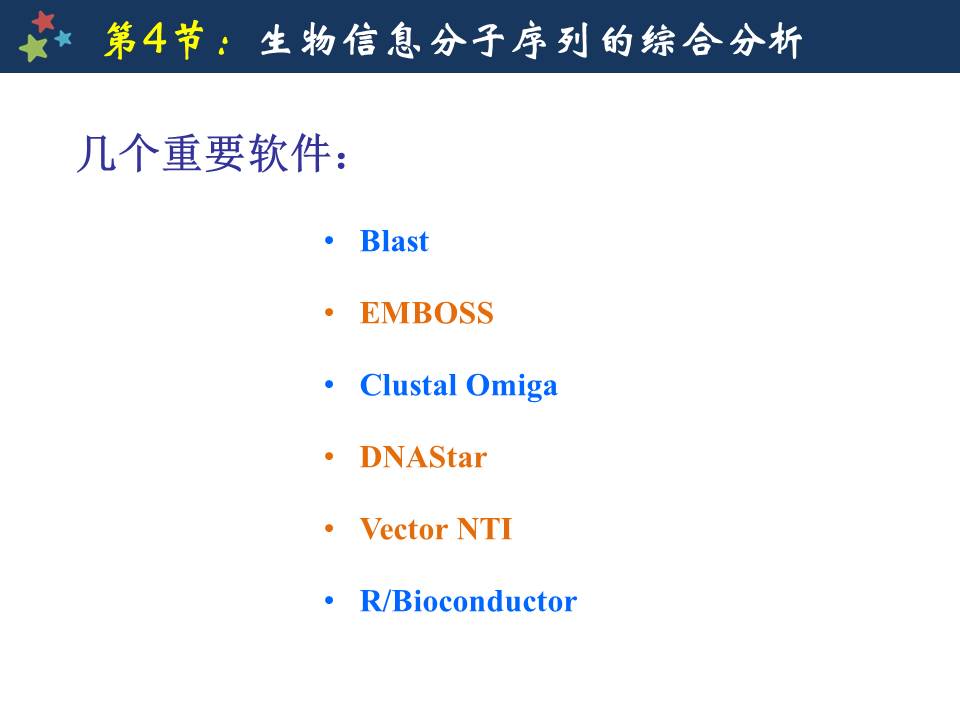 第4节：生物信息分子序列的综合分析
几个重要软件：
• Blast
• EMBOSS
• Clustal Omiga
• DNAStar
• Vector NTI
• R/Bioconductor